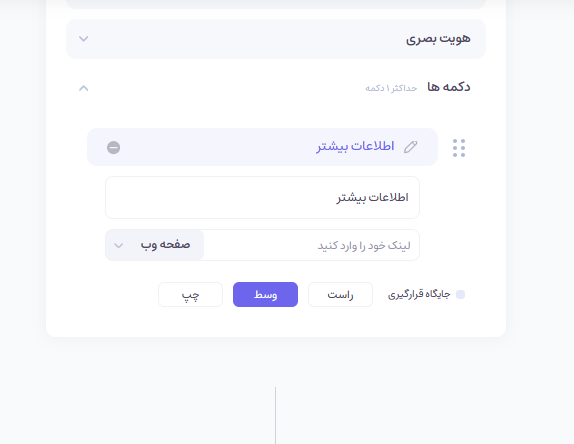 هویت بصری
دکمه ها حداکثر ۱ دکمه
اطلاعات بیشتر
اطلاعات بیشتر
لینک خود را وارد کنید صفحه وب
جایگاه قرارگیری راست وسط چپ